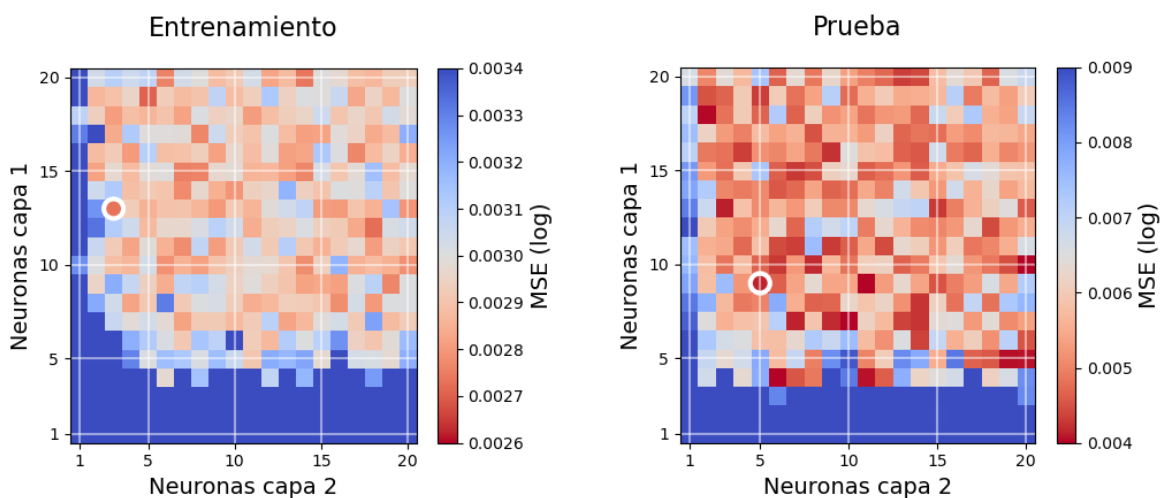 Entrenamiento
Neuronas capa 1
20
15
10
5
1
1 5 10 15 20
Neuronas capa 2
0.0034
0.0033
0.0032
0.0031
0.0030
0.0029
0.0028
0.0027
0.0026
MSE (log)
Prueba
Neuronas capa 1
20
15
10
5
1
1 5 10 15 20
Neuronas capa 2
0.009
0.008
0.007
0.006
0.005
0.004
MSE (log)